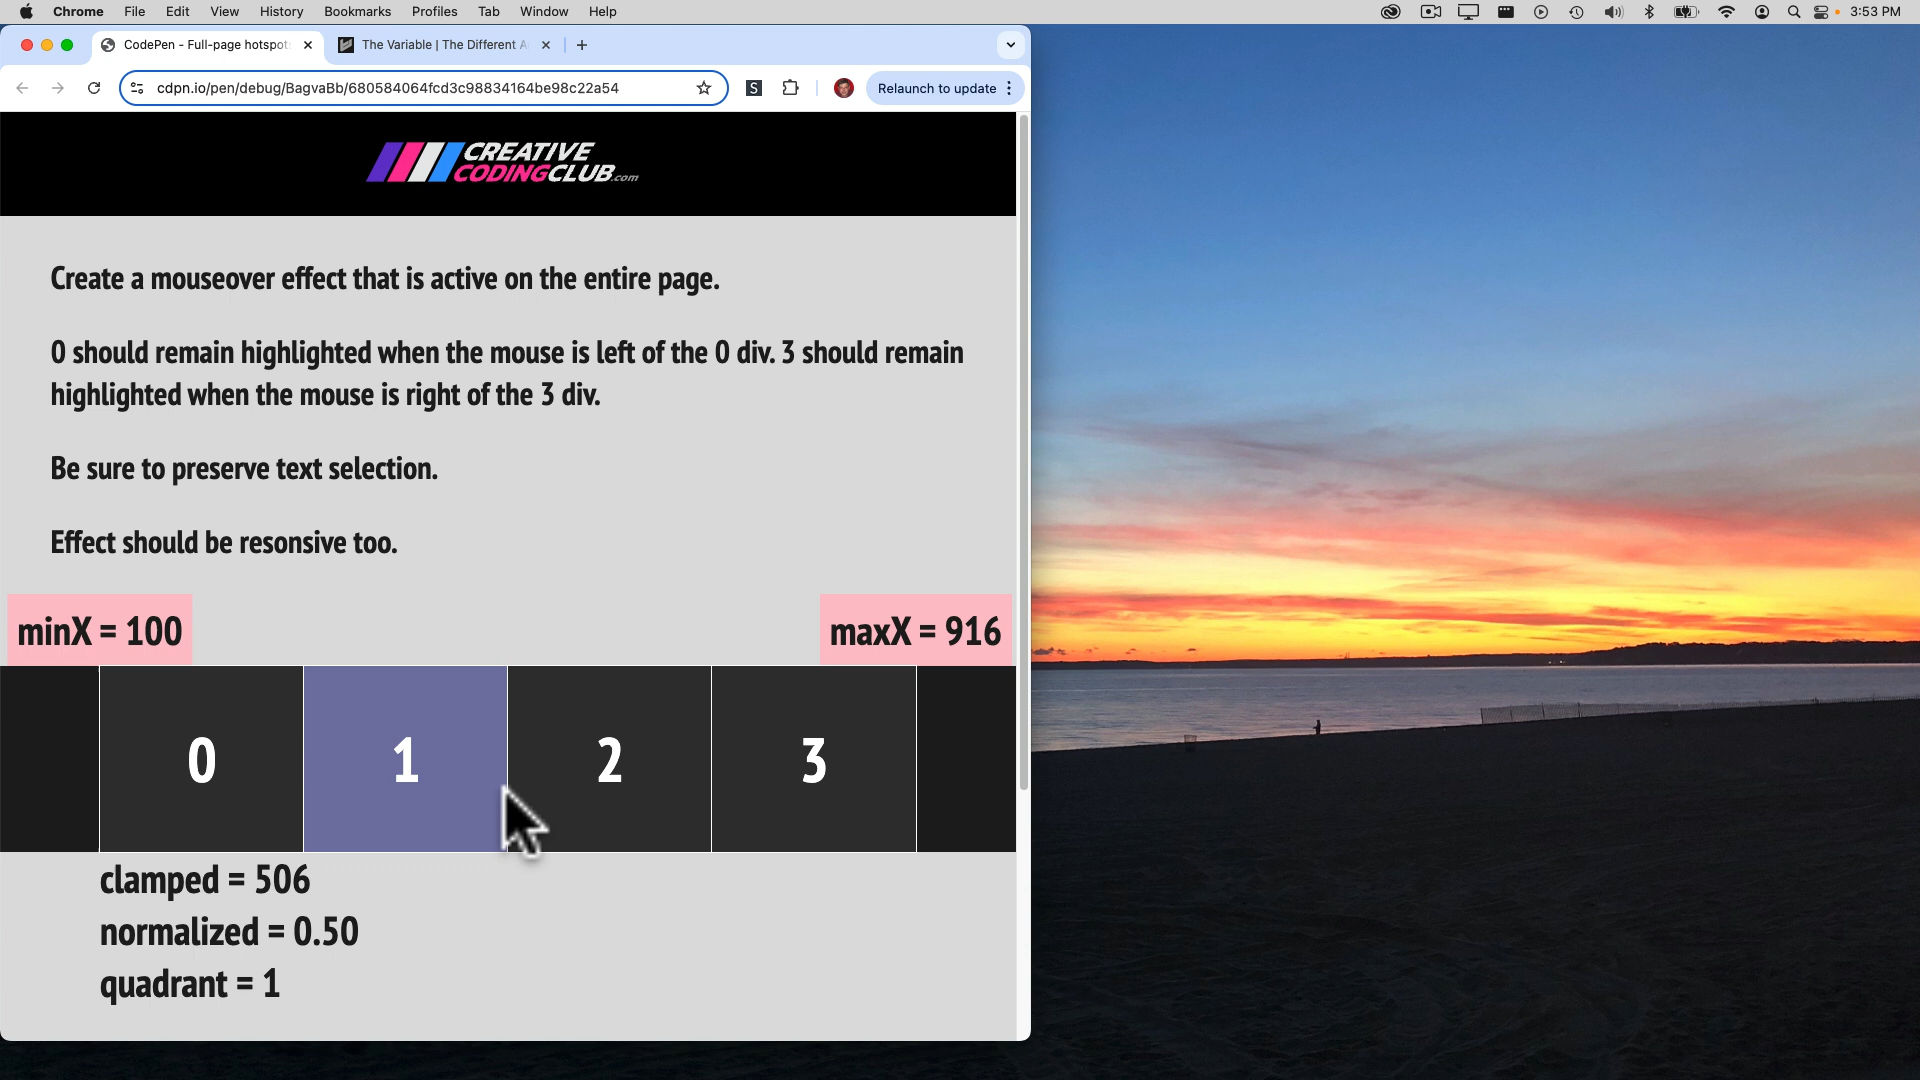 Chrome File Edit View History Bookmarks Profiles Tab Window Help 3:53 PM
CodePen - Full-page hotspot The Variable | The Different A
cdpn.io/pen/debug/BagvaBb/680584064fcd3c98834164be98c22a54 S Relaunch to update
CREATIVE
CODINGCLUB.com
Create a mouseover effect that is active on the entire page.
0 should remain highlighted when the mouse is left of the 0 div. 3 should remain
highlighted when the mouse is right of the 3 div.
Be sure to preserve text selection.
Effect should be resonsive too.
minX = 100 maxX = 916
0 1 2 3
clamped = 506
normalized = 0.50
quadrant = 1